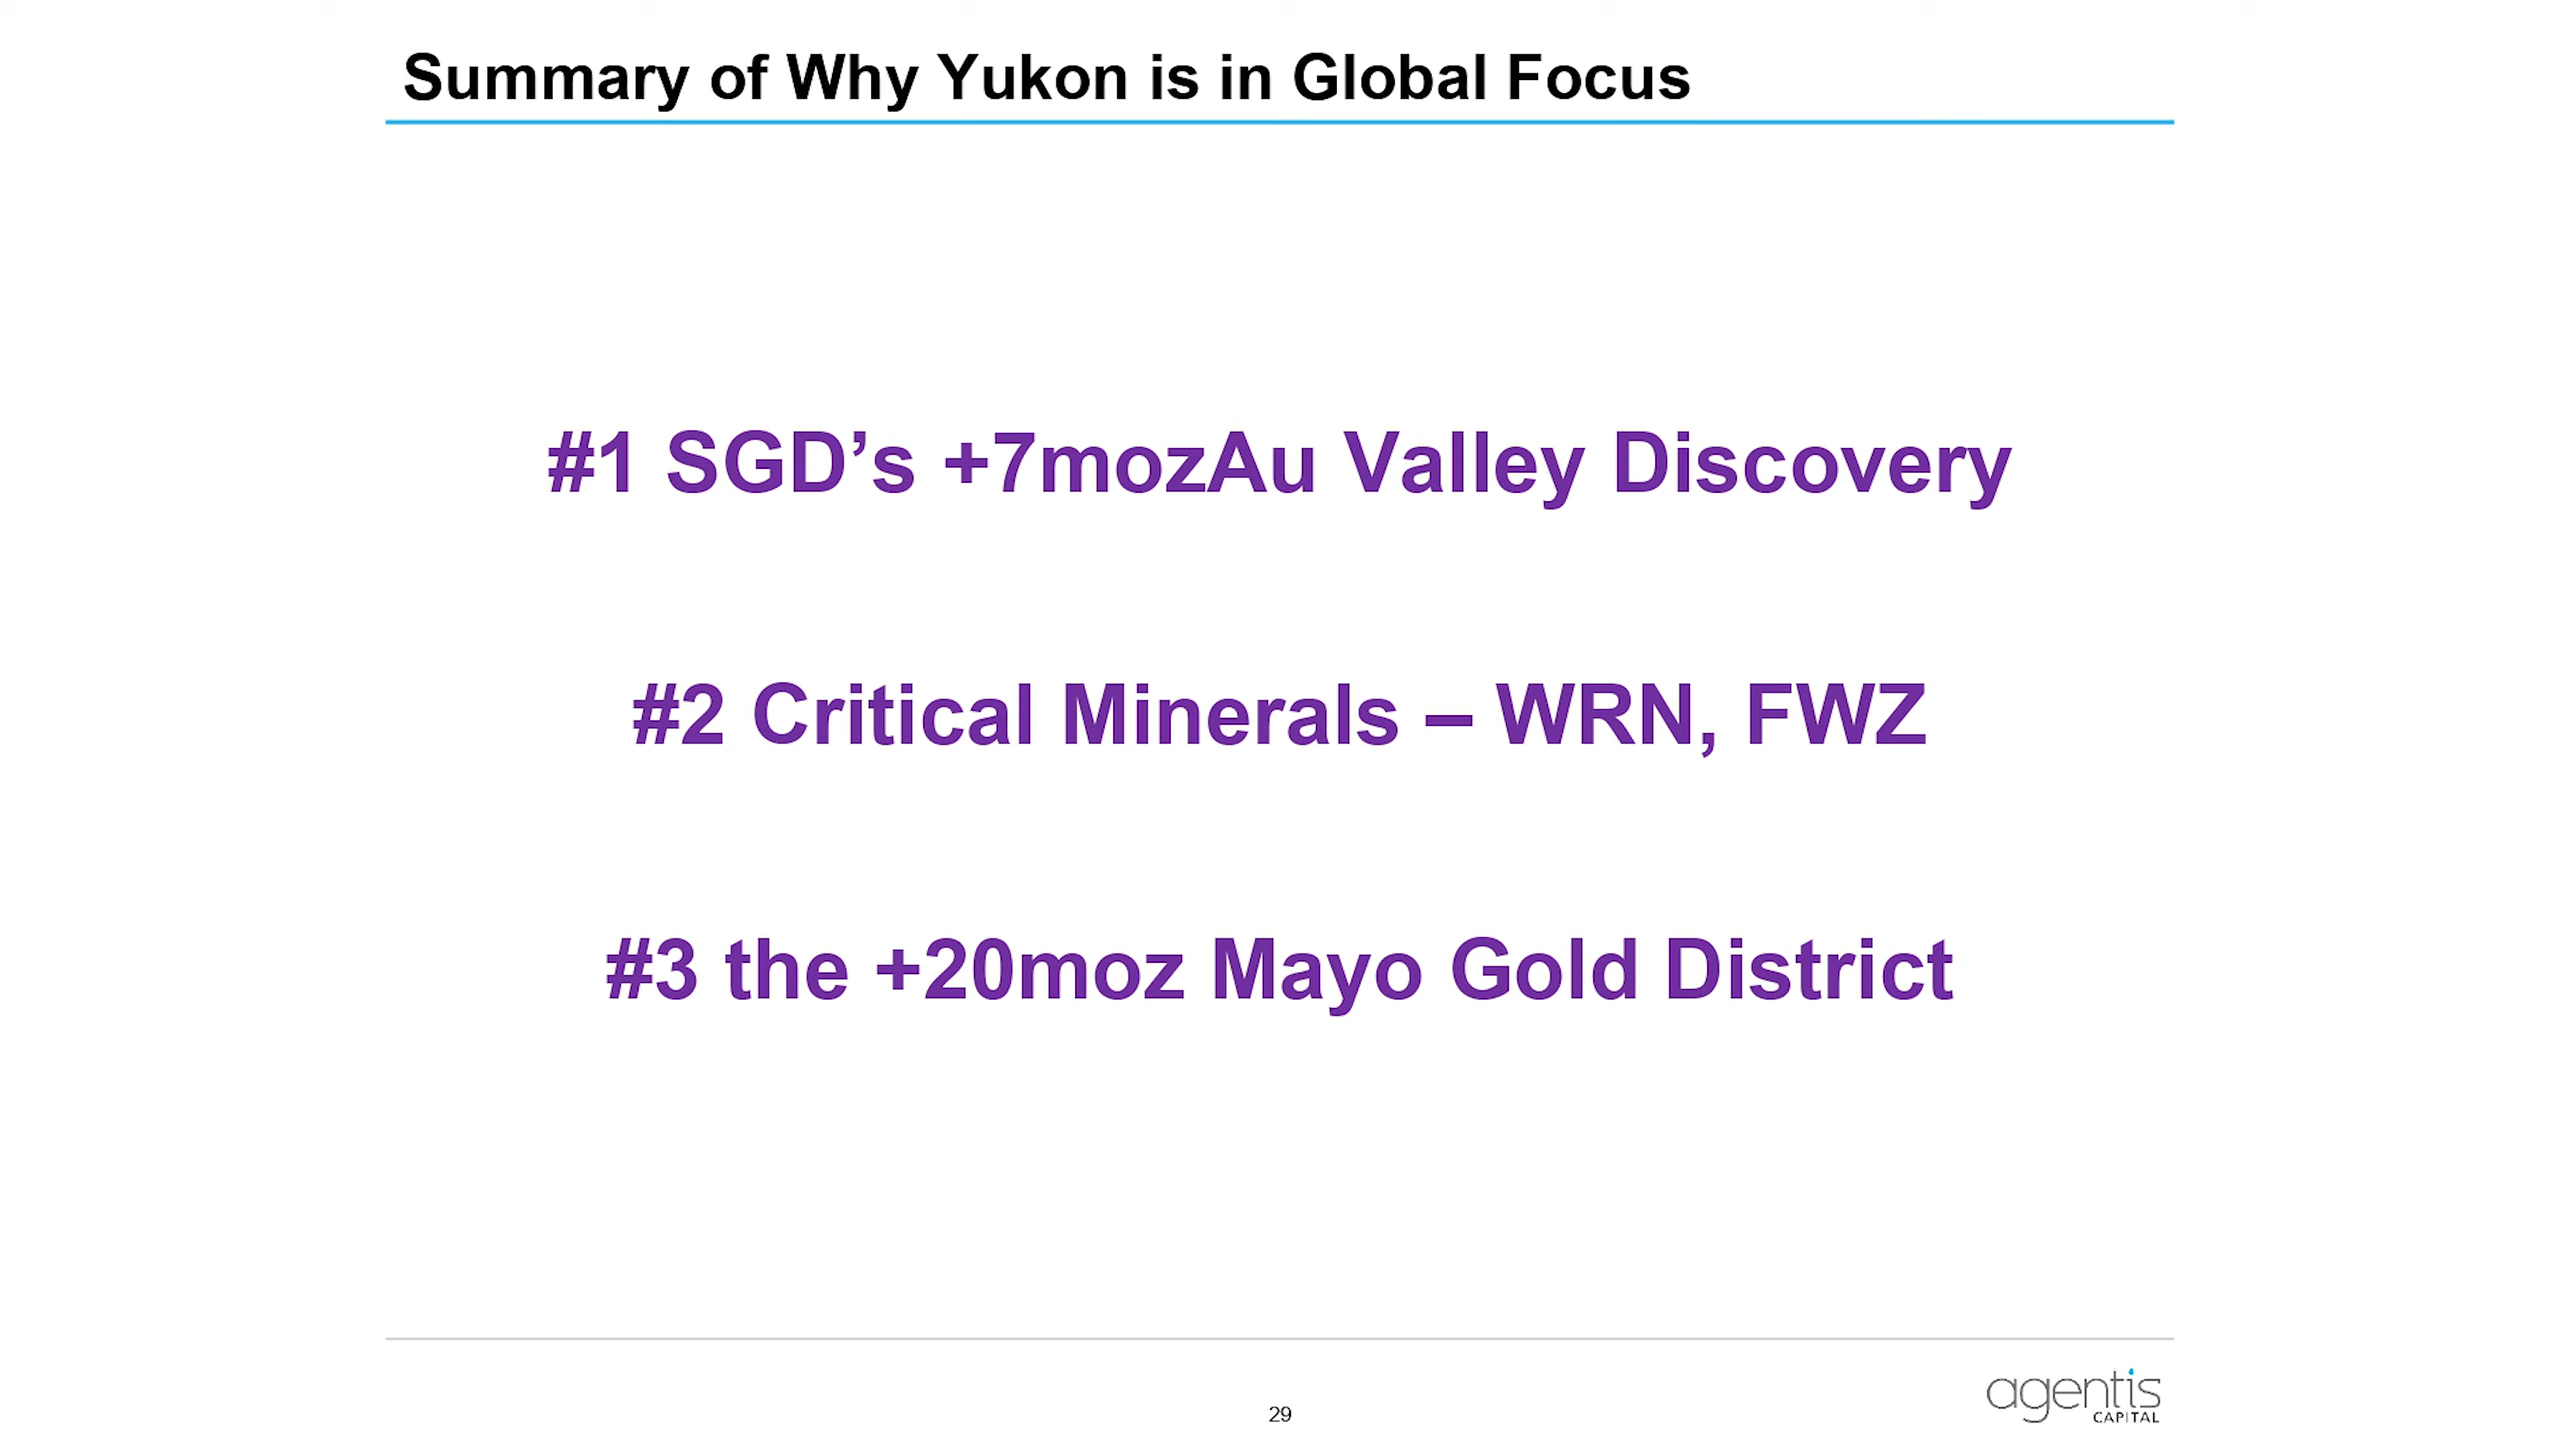 Summary of Why Yukon is in Global Focus
#1 SGD’s +7mozAu Valley Discovery
#2 Critical Minerals – WRN, FWZ
#3 the +20moz Mayo Gold District
29
agentis
CAPITAL